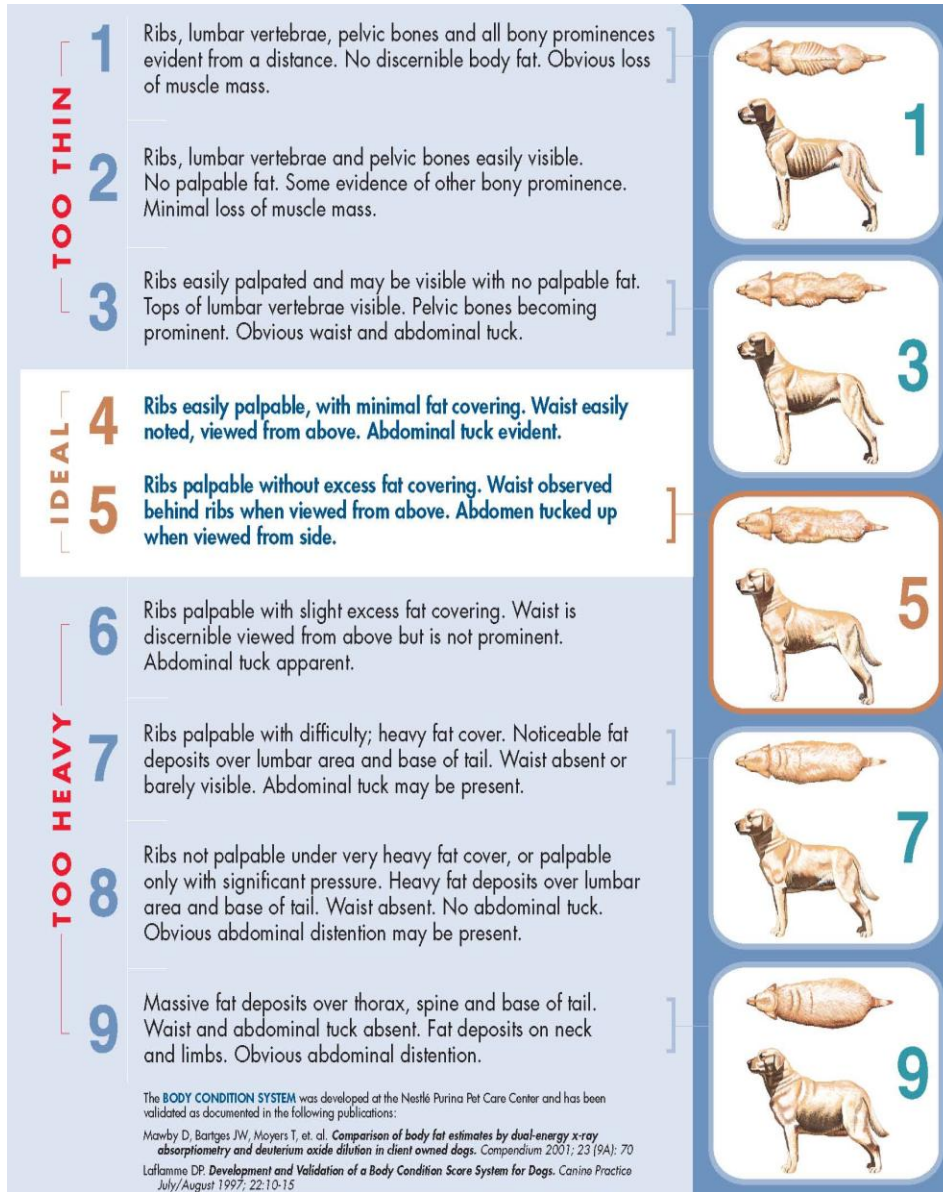 TOO THIN
1
Ribs, lumbar vertebrae, pelvic bones and all bony prominences
evident from a distance. No discernible body fat. Obvious loss
of muscle mass.
1
2
Ribs, lumbar vertebrae and pelvic bones easily visible.
No palpable fat. Some evidence of other bony prominence.
Minimal loss of muscle mass.
3
Ribs easily palpated and may be visible with no palpable fat.
Tops of lumbar vertebrae visible. Pelvic bones becoming
prominent. Obvious waist and abdominal tuck.
3
IDEAL
4
Ribs easily palpable, with minimal fat covering. Waist easily
noted, viewed from above. Abdominal tuck evident.
5
Ribs palpable without excess fat covering. Waist observed
behind ribs when viewed from above. Abdomen tucked up
when viewed from side.
5
TOO HEAVY
6
Ribs palpable with slight excess fat covering. Waist is
discernible viewed from above but is not prominent.
Abdominal tuck apparent.
7
Ribs palpable with difficulty; heavy fat cover. Noticeable fat
deposits over lumbar area and base of tail. Waist absent or
barely visible. Abdominal tuck may be present.
7
8
Ribs not palpable under very heavy fat cover, or palpable
only with significant pressure. Heavy fat deposits over lumbar
area and base of tail. Waist absent. No abdominal tuck.
Obvious abdominal distention may be present.
9
Massive fat deposits over thorax, spine and base of tail.
Waist and abdominal tuck absent. Fat deposits on neck
and limbs. Obvious abdominal distention.
9
The BODY CONDITION SYSTEM was developed at the Nestlé Purina Pet Care Center and has been
validated as documented in the following publications:
Mawby D, Bartges JW, Moyers T, et. al. Comparison of body fat estimates by dual-energy x-ray
absorptiometry and deuterium oxide dilution in client owned dogs. Compendium 2001; 23 (9A): 70
Laflamme DP. Development and Validation of a Body Condition Score System for Dogs. Canine Practice
July/August 1997; 22:10-15